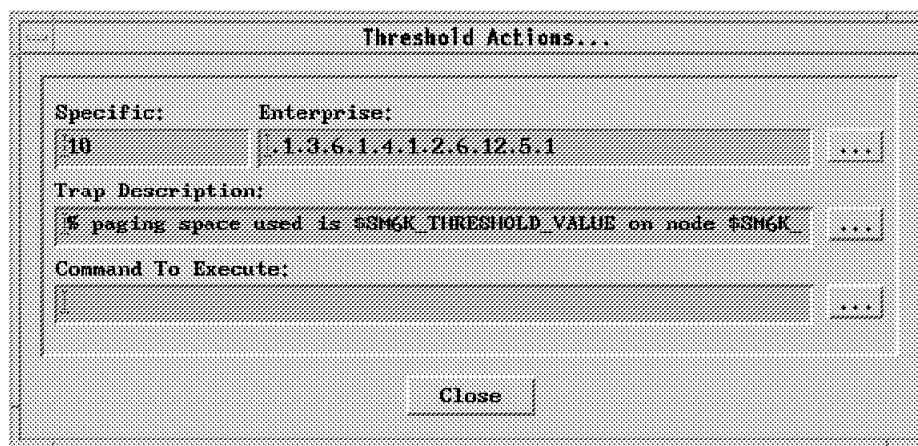 Threshold Actions...
Specific: Enterprise:
10 .1.3.6.1.4.1.2.6.12.5.1 ...
Trap Description:
% paging space used is $SM6K_THRESHOLD_VALUE on node $SM6K_ ...
Command To Execute:
...
Close